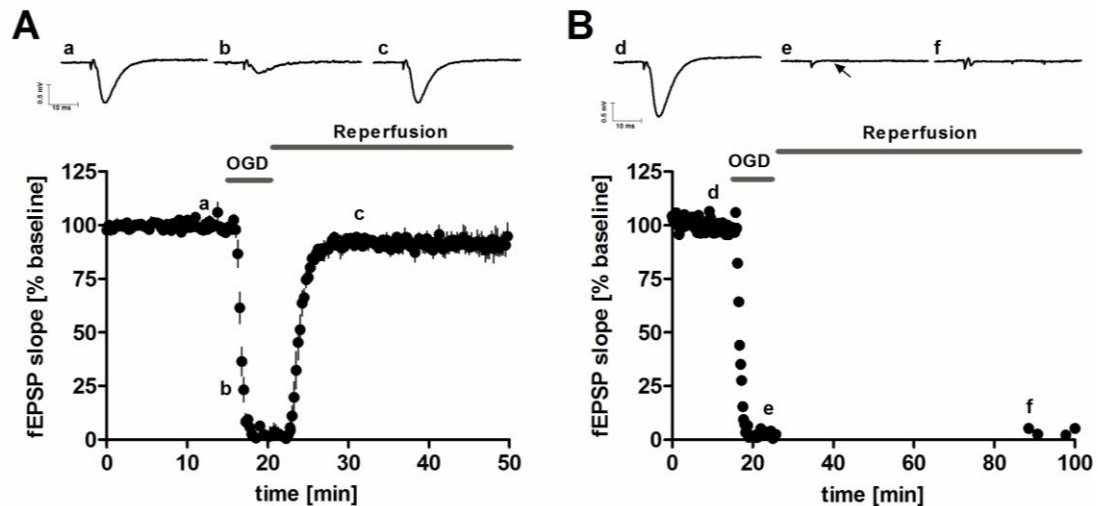 A
a
b
c
0.5 mV
10 ms
Reperfusion
OGD
125
100
75
50
25
0
fEPSP slope [% baseline]
a
b
c
0 10 20 30 40 50
time [min]
B
d
e
f
0.5 mV
10 ms
Reperfusion
OGD
125
100
75
50
25
0
fEPSP slope [% baseline]
d
e
f
0 20 40 60 80 100
time [min]